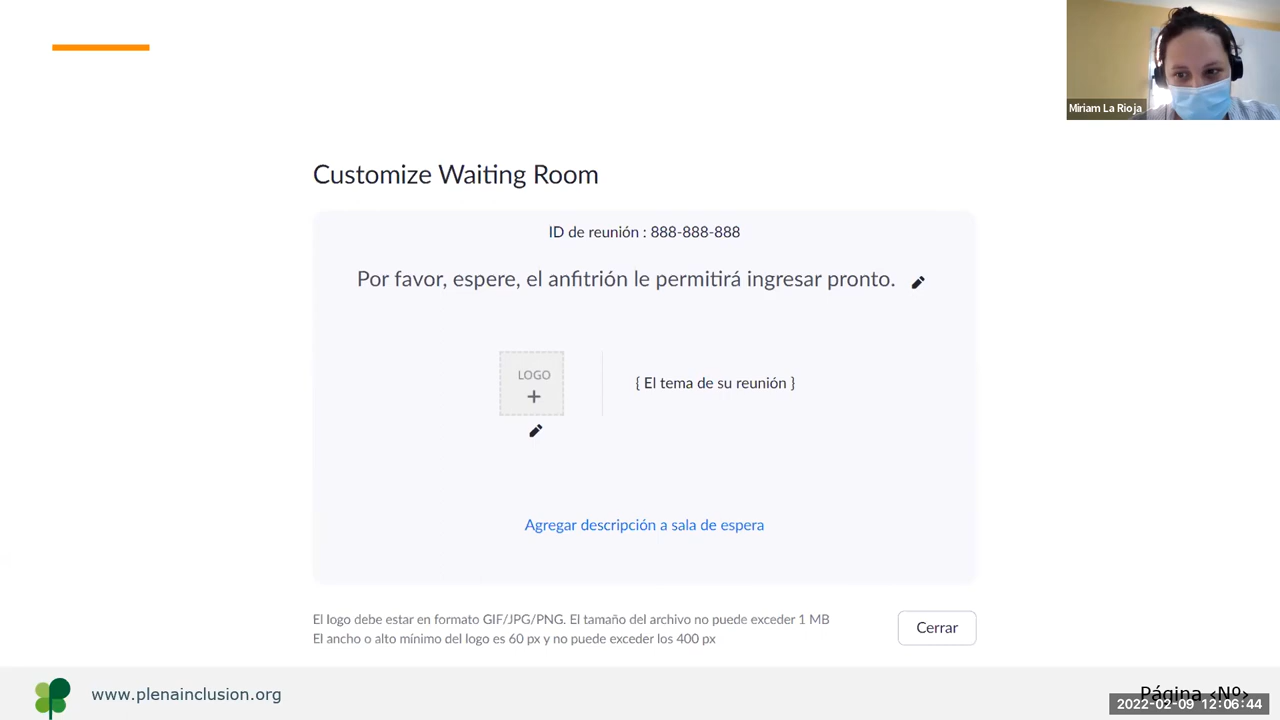 Miriam La Rioja
Customize Waiting Room
ID de reunión : 888-888-888
Por favor, espere, el anfitrión le permitirá ingresar pronto.
LOGO
+
{ El tema de su reunión }
Agregar descripción a sala de espera
El logo debe estar en formato GIF/JPG/PNG. El tamaño del archivo no puede exceder 1 MB
El ancho o alto mínimo del logo es 60 px y no puede exceder los 400 px
Cerrar
www.plenainclusion.org
Página ‹Nº›
2022-02-09 12:06:44